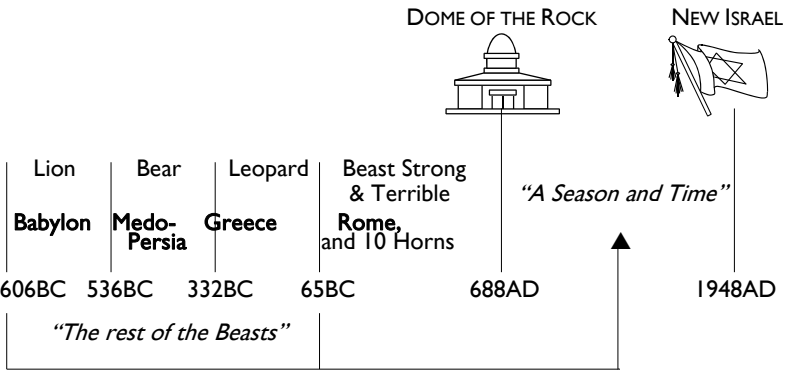 DOME OF THE ROCK
NEW ISRAEL
Lion
Bear
Leopard
Beast Strong
& Terrible
"A Season and Time"
Babylon
Medo-
Persia
Greece
Rome,
and 10 Horns
606BC
536BC
332BC
65BC
688AD
1948AD
"The rest of the Beasts"